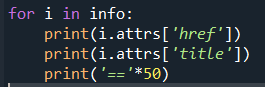 for i in info:
    print(i.attrs['href'])
    print(i.attrs['title'])
    print('=='*50)